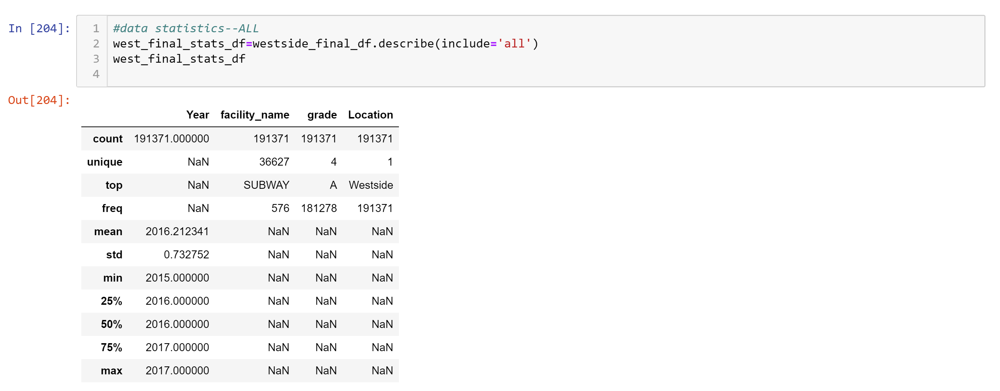 In [204]:
1 #data statistics--ALL
2 west_final_stats_df=westside_final_df.describe(include='all')
3 west_final_stats_df
4
Out[204]:
Year facility_name grade Location
count 191371.000000 191371 191371 191371
unique NaN 36627 4 1
top NaN SUBWAY A Westside
freq NaN 576 181278 191371
mean 2016.212341 NaN NaN NaN
std 0.732752 NaN NaN NaN
min 2015.000000 NaN NaN NaN
25% 2016.000000 NaN NaN NaN
50% 2016.000000 NaN NaN NaN
75% 2017.000000 NaN NaN NaN
max 2017.000000 NaN NaN NaN